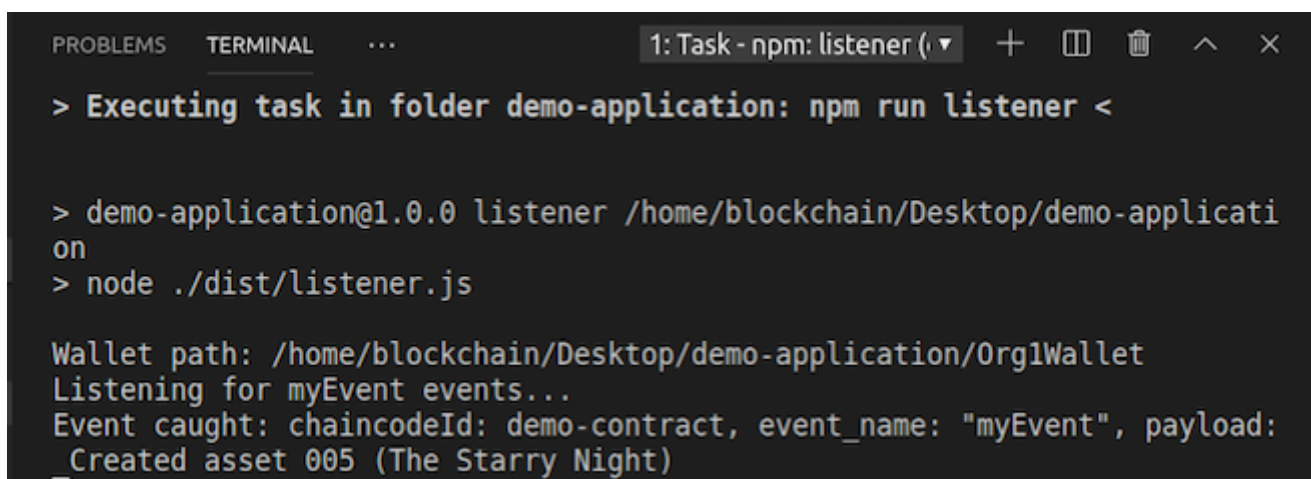 PROBLEMS TERMINAL ... 1: Task - npm: listener (
> Executing task in folder demo-application: npm run listener <
> demo-application@1.0.0 listener /home/blockchain/Desktop/demo-applicati
on
> node ./dist/listener.js
Wallet path: /home/blockchain/Desktop/demo-application/Org1Wallet
Listening for myEvent events...
Event caught: chaincodeId: demo-contract, event_name: "myEvent", payload:
Created asset 005 (The Starry Night)